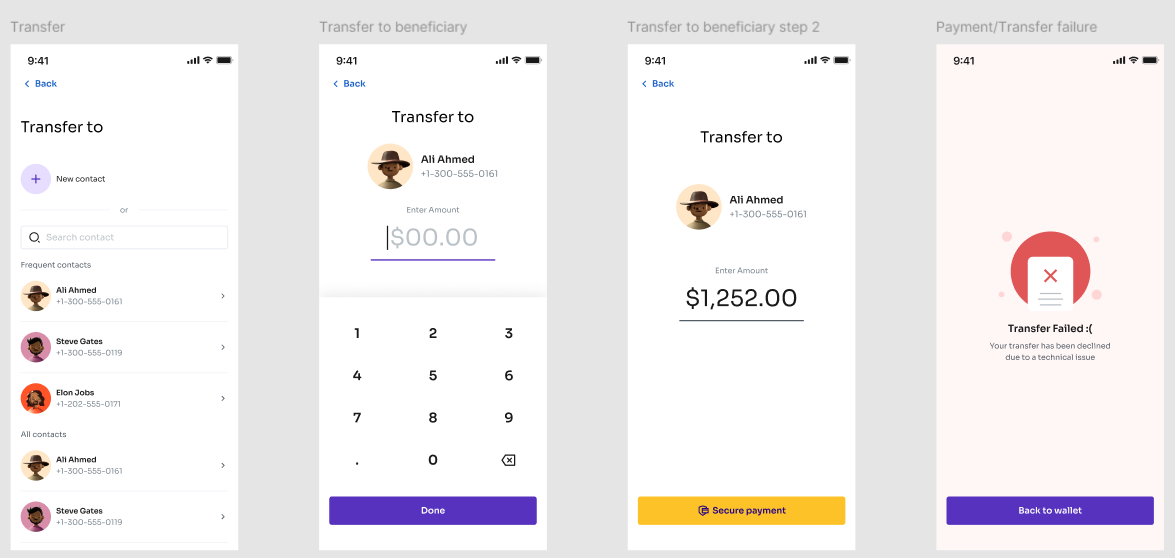 Transfer
9:41
Back
Transfer to
New contact
or
Search contact
Frequent contacts
Ali Ahmed
+1-300-555-0161
Steve Gates
+1-300-555-0119
Elon Jobs
+1-202-555-0171
All contacts
Ali Ahmed
+1-300-555-0161
Steve Gates
+1-300-555-0119
Transfer to beneficiary
9:41
Back
Transfer to
Ali Ahmed
+1-300-555-0161
Enter Amount
$00.00
1 2 3
4 5 6
7 8 9
. 0
Done
Transfer to beneficiary step 2
9:41
Back
Transfer to
Ali Ahmed
+1-300-555-0161
Enter Amount
$1,252.00
Secure payment
Payment/Transfer failure
9:41
Transfer Failed :(
Your transfer has been declined
due to a technical issue
Back to wallet